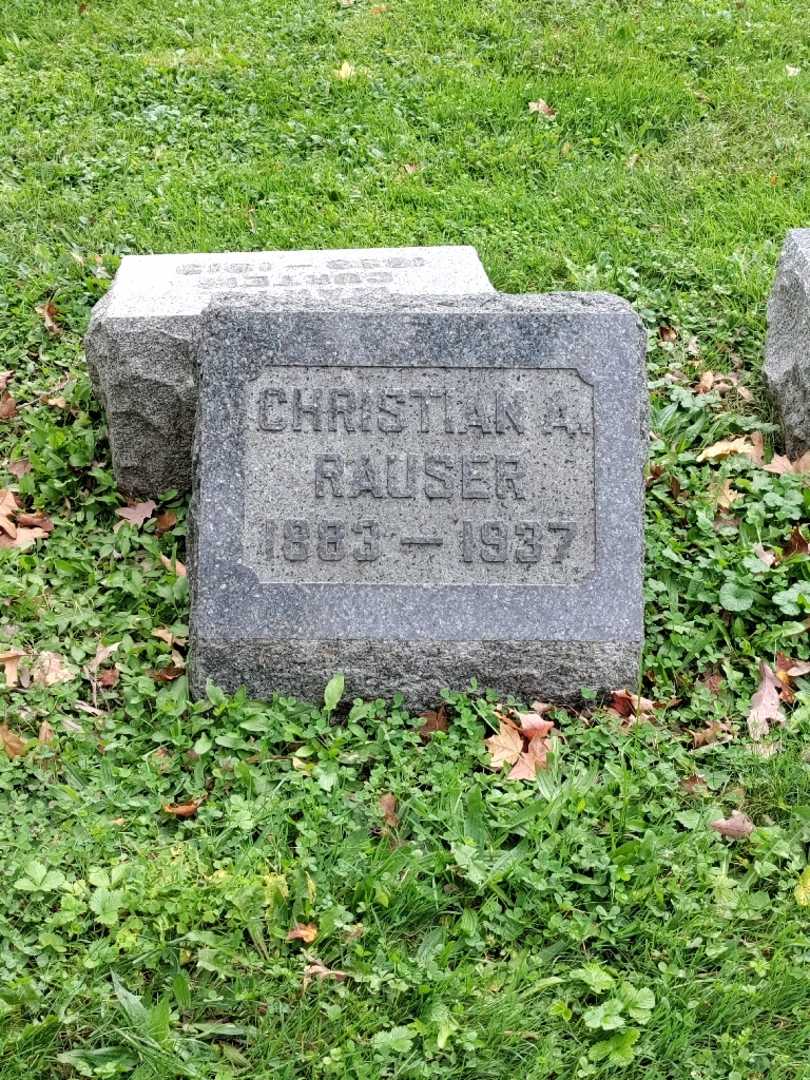 CHRISTIAN A.
RAUSER
1883 — 1937